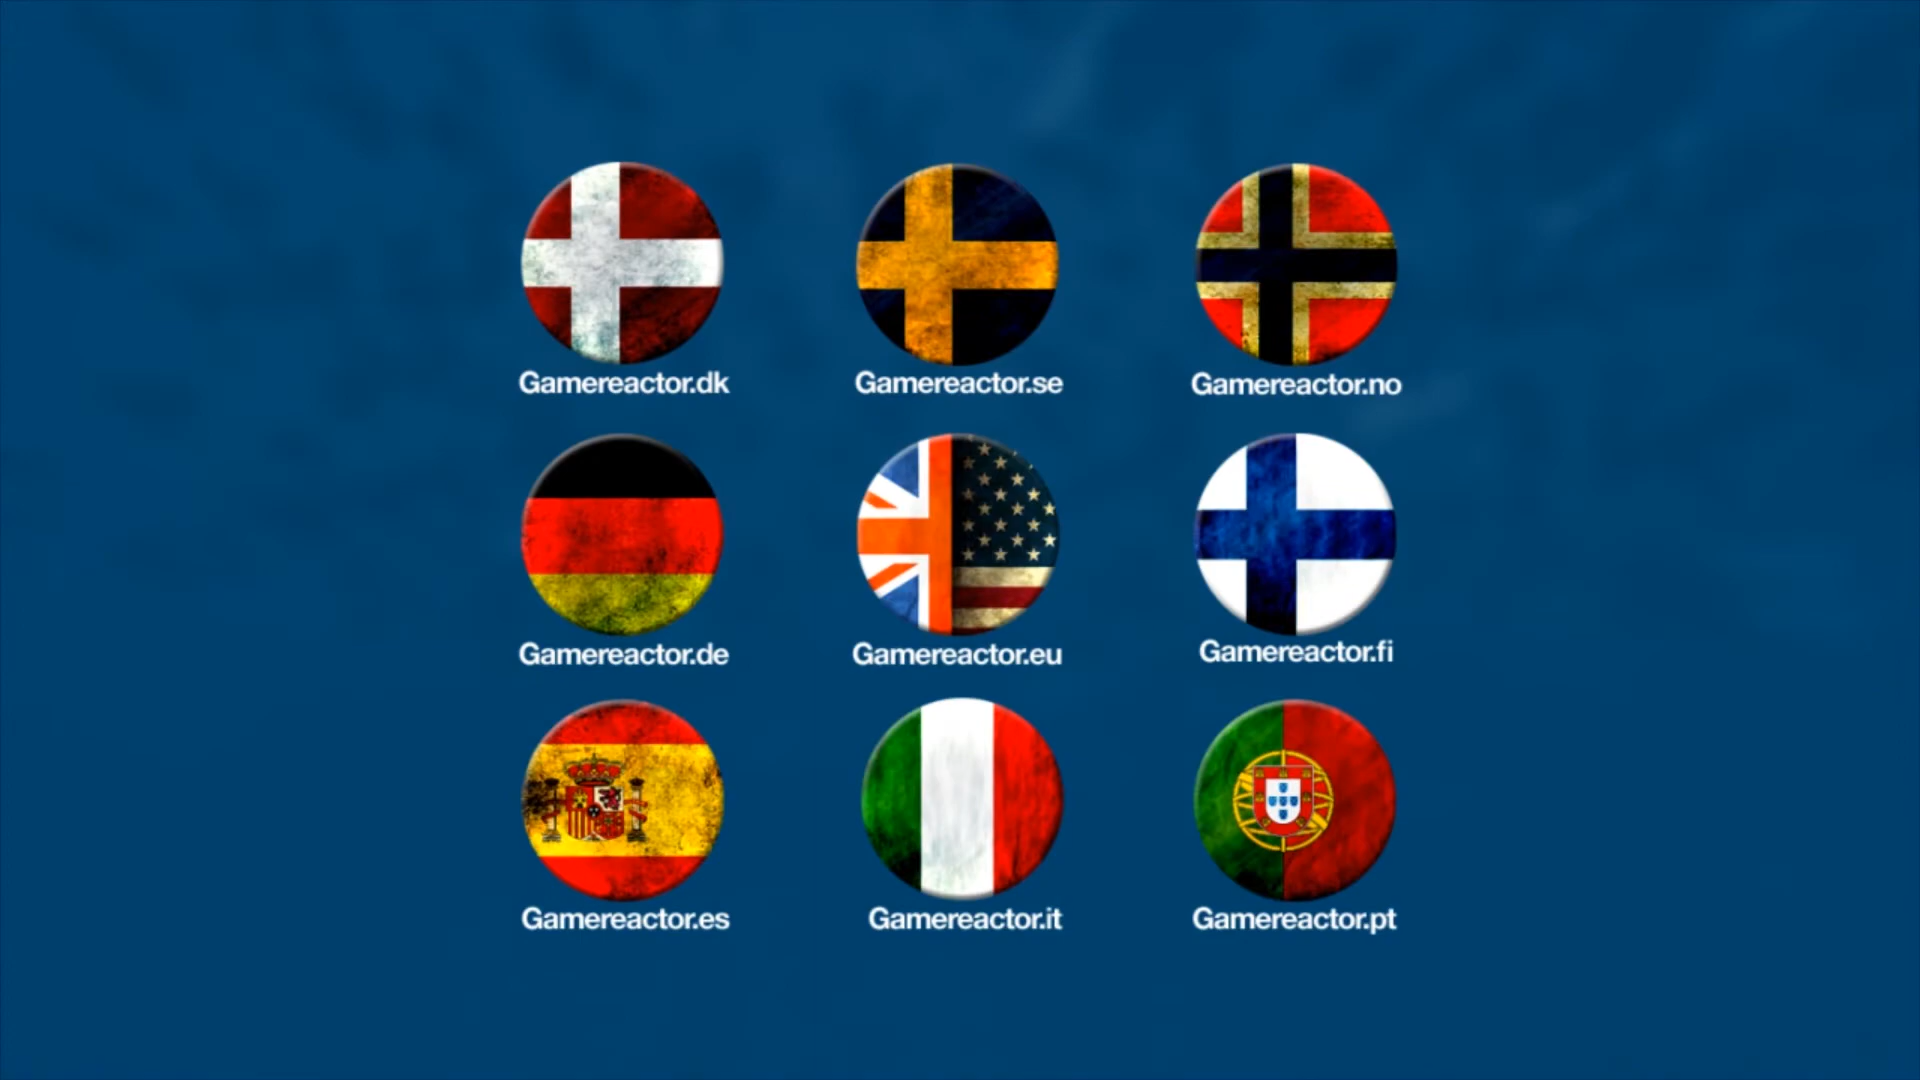 Gamereactor.dk
Gamereactor.se
Gamereactor.no
Gamereactor.de
Gamereactor.eu
Gamereactor.fi
Gamereactor.es
Gamereactor.it
Gamereactor.pt